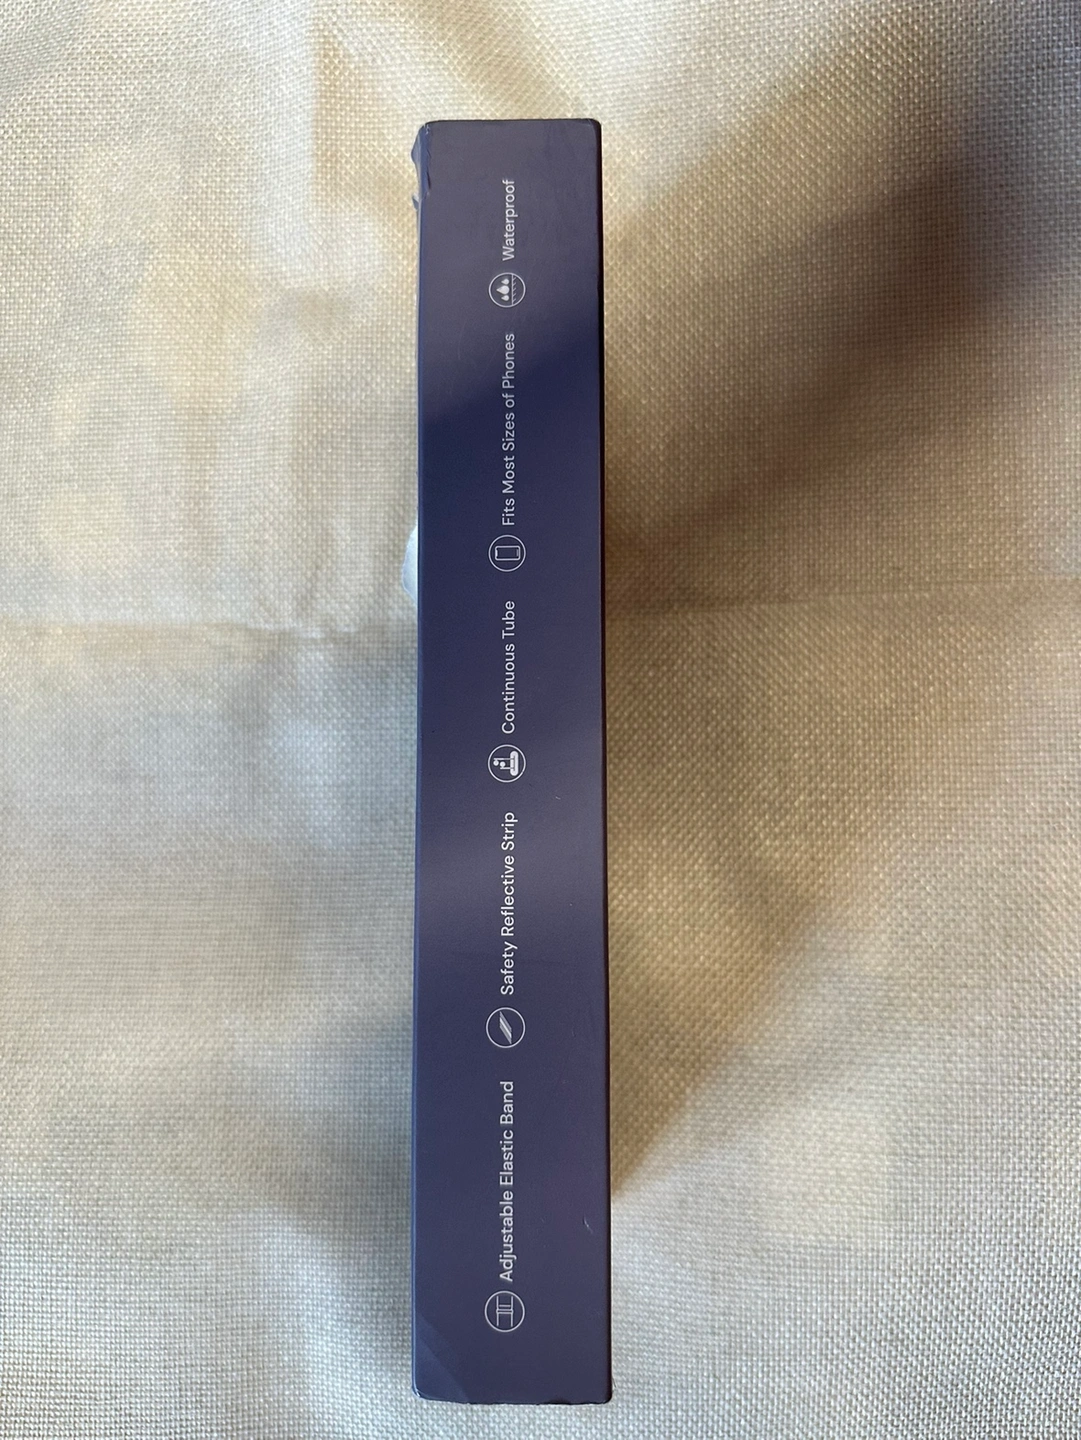 Adjustable Elastic Band
Safety Reflective Strip
Continuous Tube
Fits Most Sizes of Phones
Waterproof